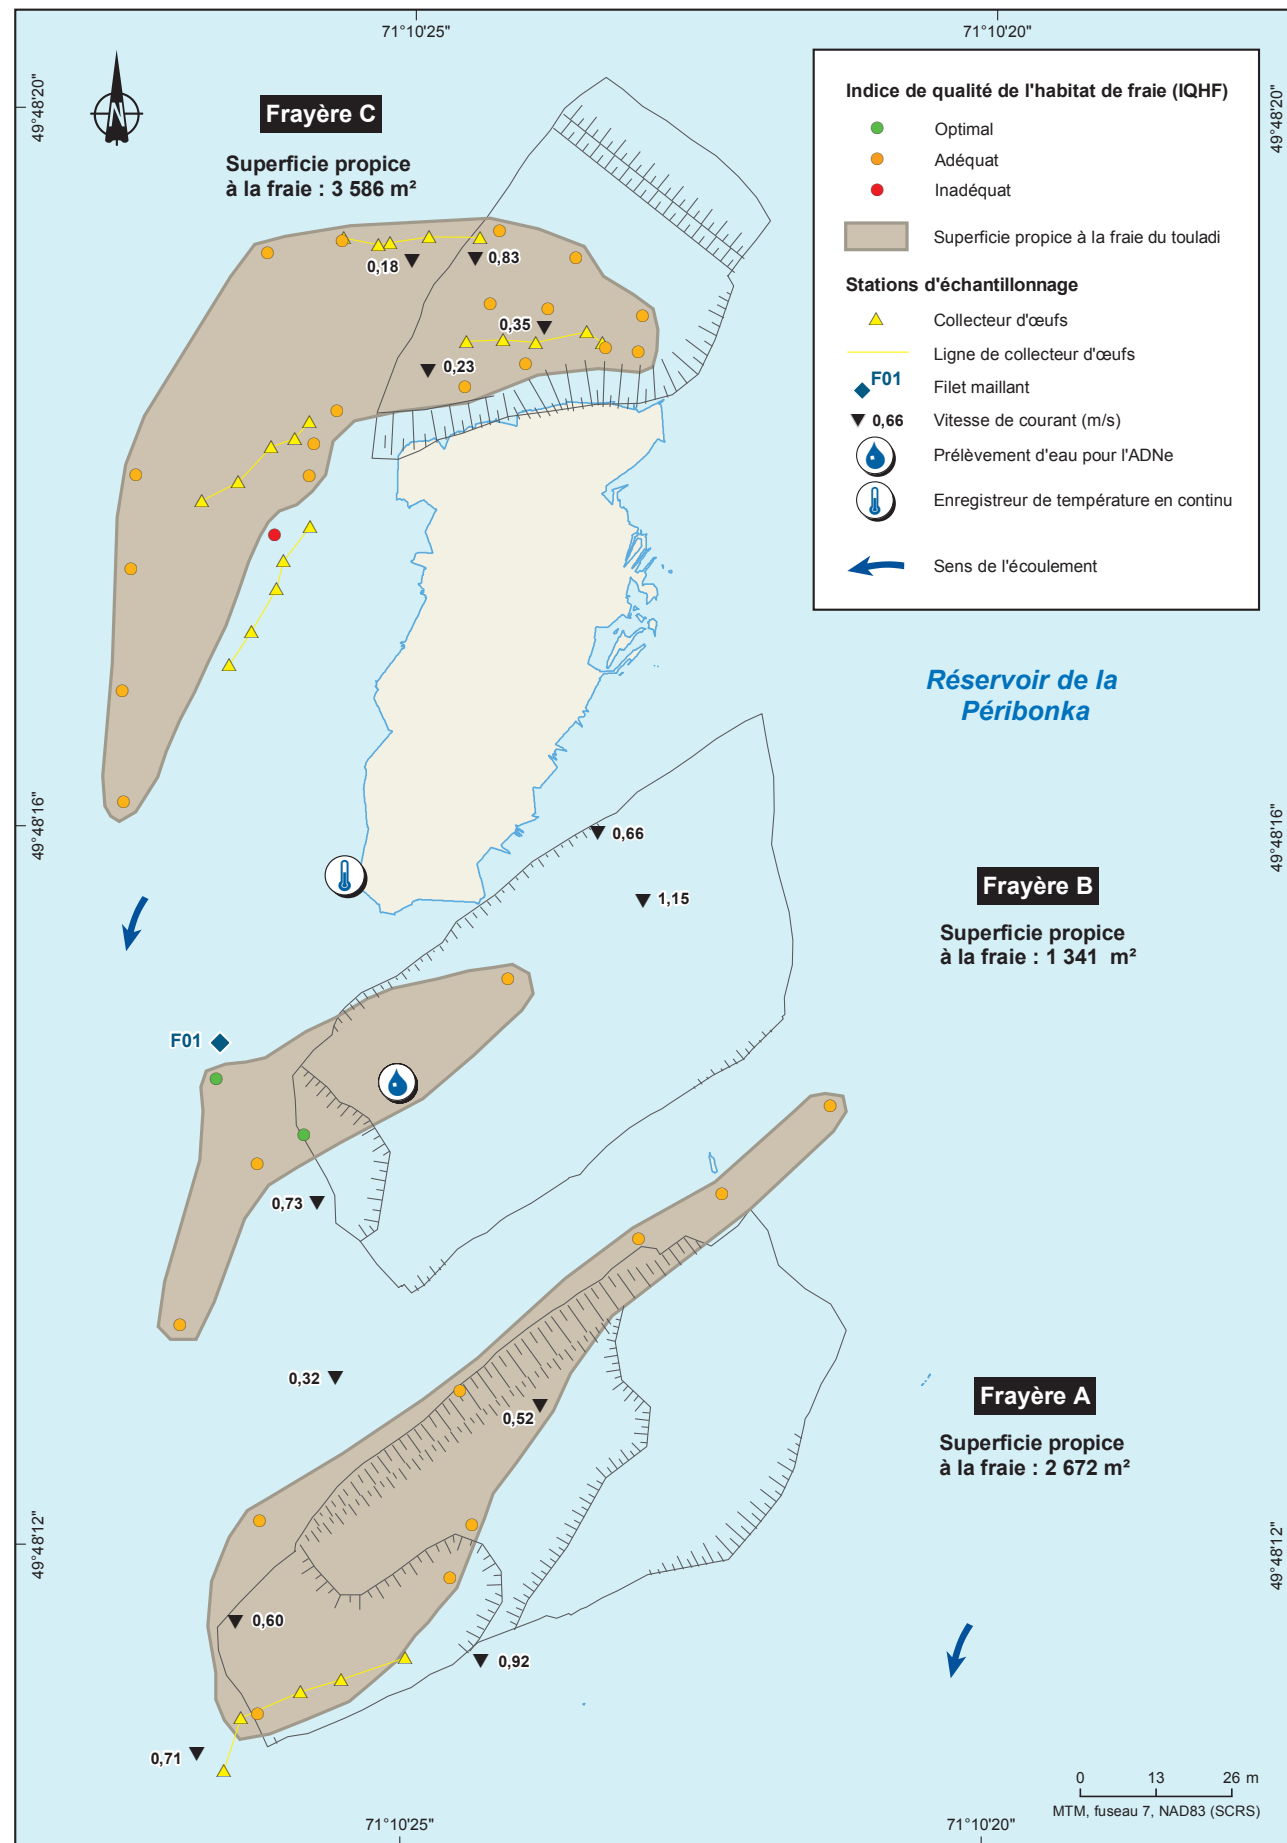 71°10'25"
71°10'20"
49°48'20"
49°48'20"
Frayère C
Superficie propice
à la fraie : 3 586 m²
N
Indice de qualité de l'habitat de fraie (IQHF)
Optimal
Adéquat
Inadéquat
Superficie propice à la fraie du touladi
Stations d'échantillonnage
Collecteur d'œufs
Ligne de collecteur d'œufs
F01
Filet maillant
0,66
Vitesse de courant (m/s)
Prélèvement d'eau pour l'ADNe
Enregistreur de température en continu
Sens de l'écoulement
0,18
0,83
0,35
0,23
Réservoir de la
Péribonka
49°48'16"
49°48'16"
0,66
1,15
Frayère B
Superficie propice
à la fraie : 1 341 m²
F01
0,73
0,32
0,52
Frayère A
Superficie propice
à la fraie : 2 672 m²
49°48'12"
49°48'12"
0,60
0,92
0,71
0 13 26 m
MTM, fuseau 7, NAD83 (SCRS)
71°10'25"
71°10'20"